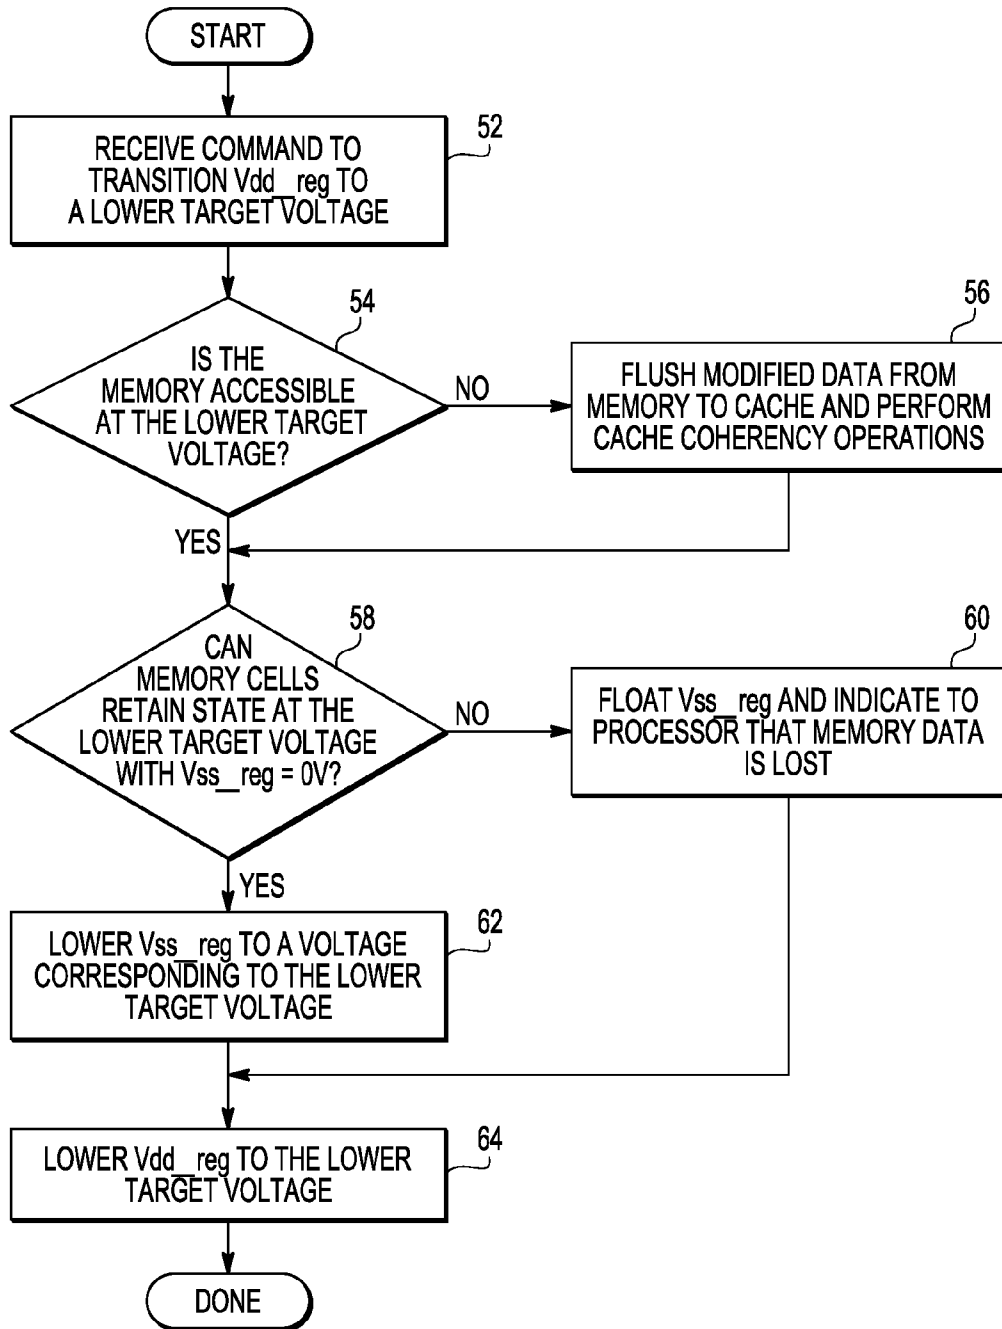 START
RECEIVE COMMAND TO
TRANSITION Vdd_reg TO
A LOWER TARGET VOLTAGE
52
IS THE
MEMORY ACCESSIBLE
AT THE LOWER TARGET
VOLTAGE?
54
NO
FLUSH MODIFIED DATA FROM
MEMORY TO CACHE AND PERFORM
CACHE COHERENCY OPERATIONS
56
YES
CAN
MEMORY CELLS
RETAIN STATE AT THE
LOWER TARGET VOLTAGE
WITH Vss_reg = 0V?
58
NO
FLOAT Vss_reg AND INDICATE TO
PROCESSOR THAT MEMORY DATA
IS LOST
60
YES
LOWER Vss_reg TO A VOLTAGE
CORRESPONDING TO THE LOWER
TARGET VOLTAGE
62
LOWER Vdd_reg TO THE LOWER
TARGET VOLTAGE
64
DONE